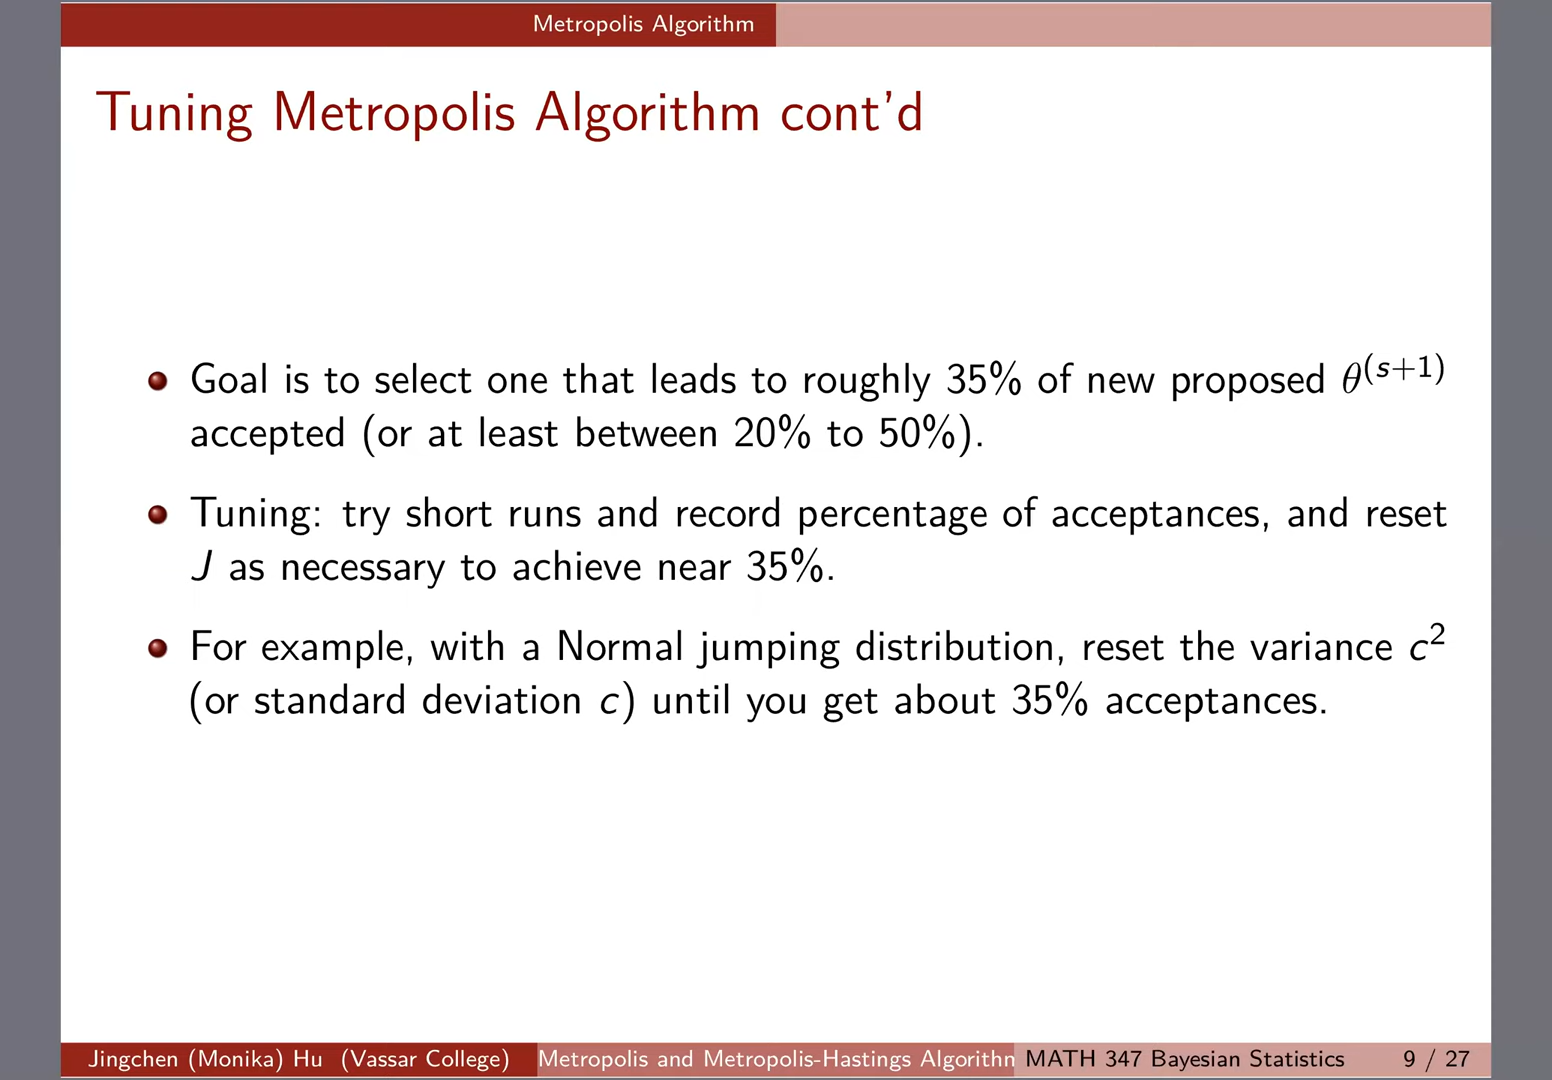 Metropolis Algorithm
Tuning Metropolis Algorithm cont'd
Goal is to select one that leads to roughly 35% of new proposed θ^(s+1)
accepted (or at least between 20% to 50%).
Tuning: try short runs and record percentage of acceptances, and reset
J as necessary to achieve near 35%.
For example, with a Normal jumping distribution, reset the variance c²
(or standard deviation c) until you get about 35% acceptances.
Jingchen (Monika) Hu (Vassar College) Metropolis and Metropolis-Hastings Algorithn MATH 347 Bayesian Statistics 9 / 27